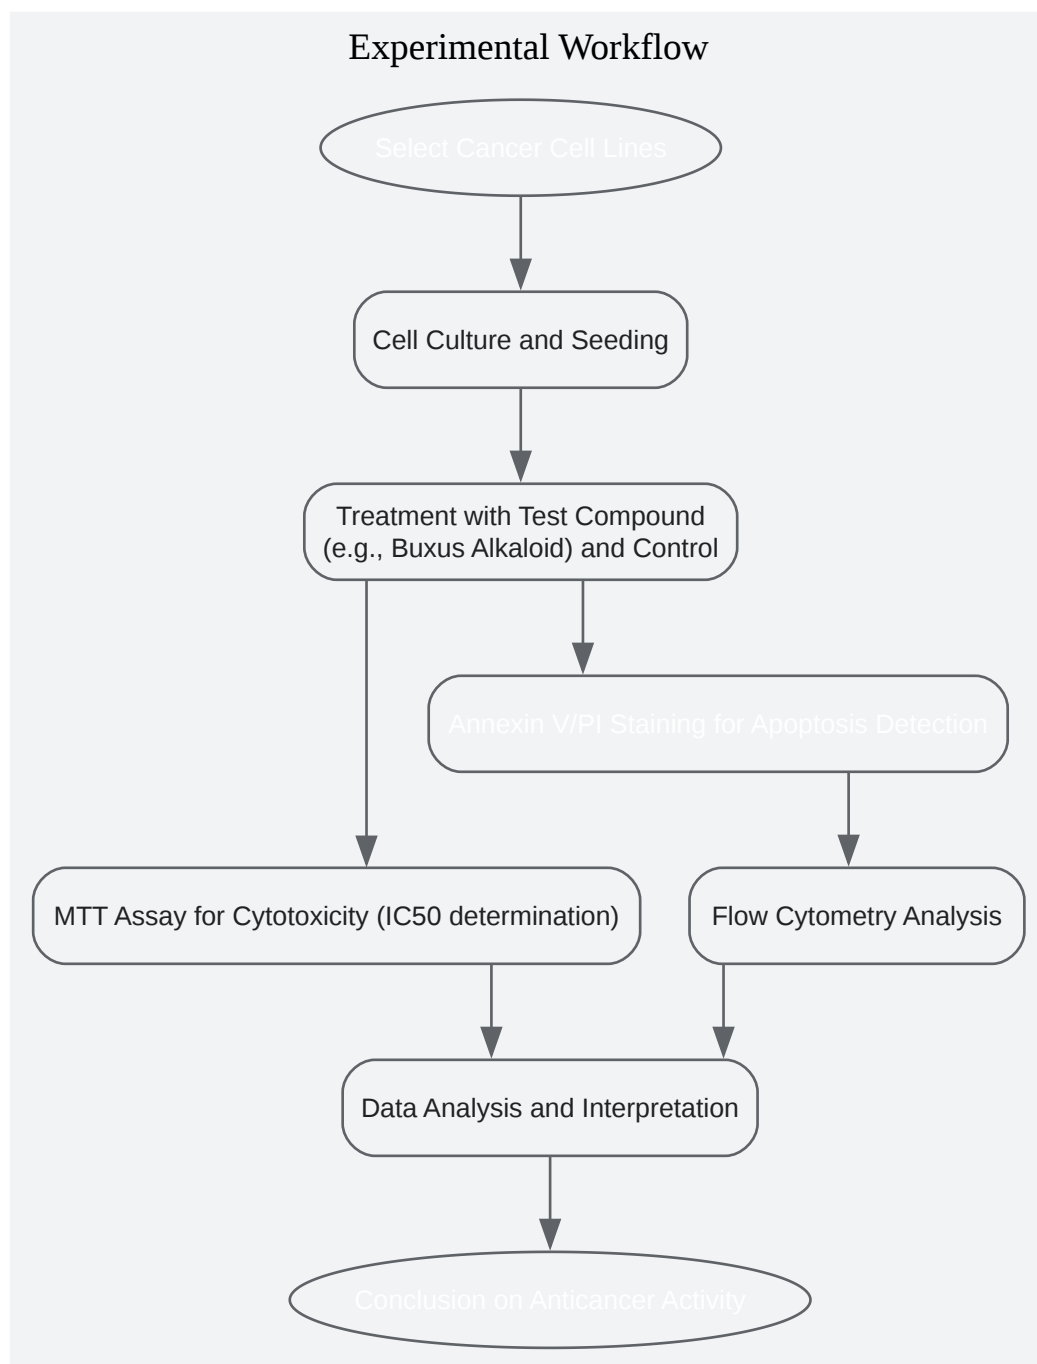 Experimental Workflow
Select Cancer Cell Lines
Cell Culture and Seeding
Treatment with Test Compound
(e.g., Buxus Alkaloid) and Control
Annexin V/PI Staining for Apoptosis Detection
MTT Assay for Cytotoxicity (IC50 determination)
Flow Cytometry Analysis
Data Analysis and Interpretation
Conclusion on Anticancer Activity